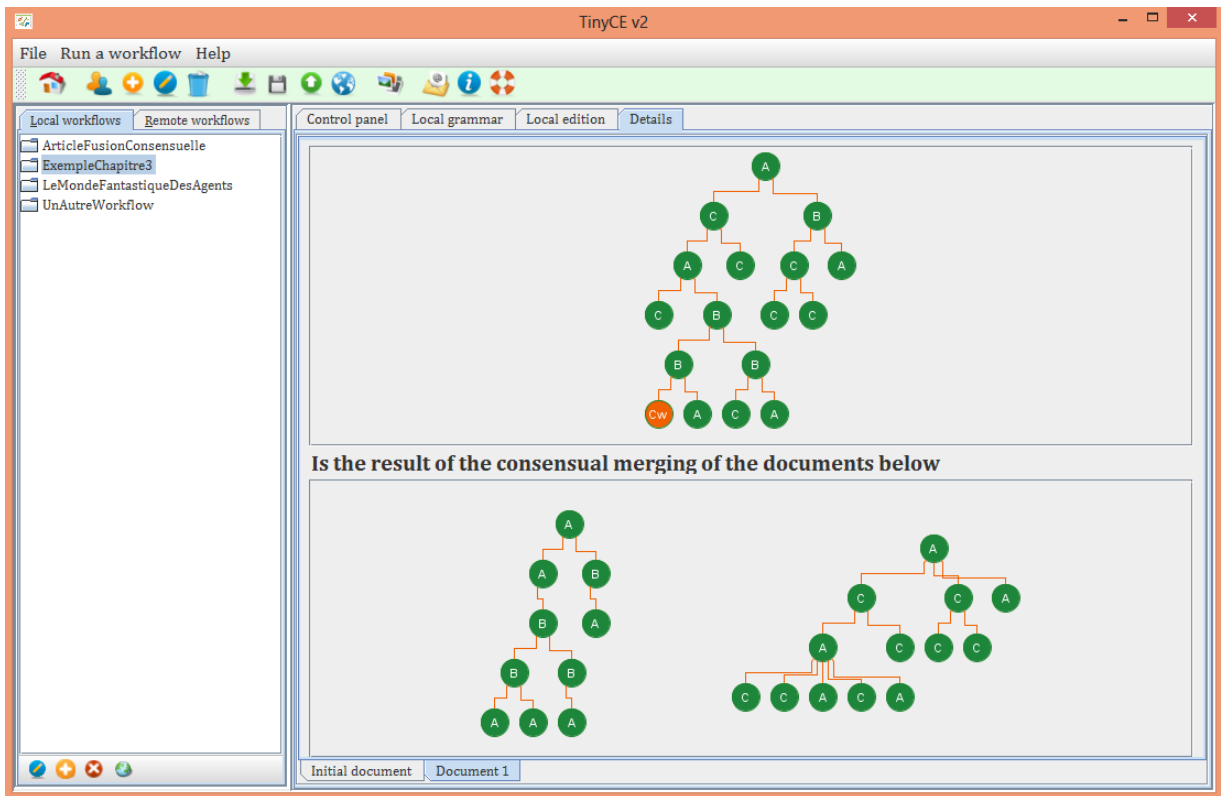 TinyCE v2
File Run a workflow Help
Local workflows Remote workflows
ArticleFusionConsensuelle
ExempleChapitre3
LeMondeFantastiqueDesAgents
UnAutreWorkflow
Control panel Local grammar Local edition Details
A
C B
A C C A
C B C C
B B
Cw A C A
Is the result of the consensual merging of the documents below
A
A B
B A
B B
A A A
A
C C A
A C C C
C C A C A
Initial document Document 1